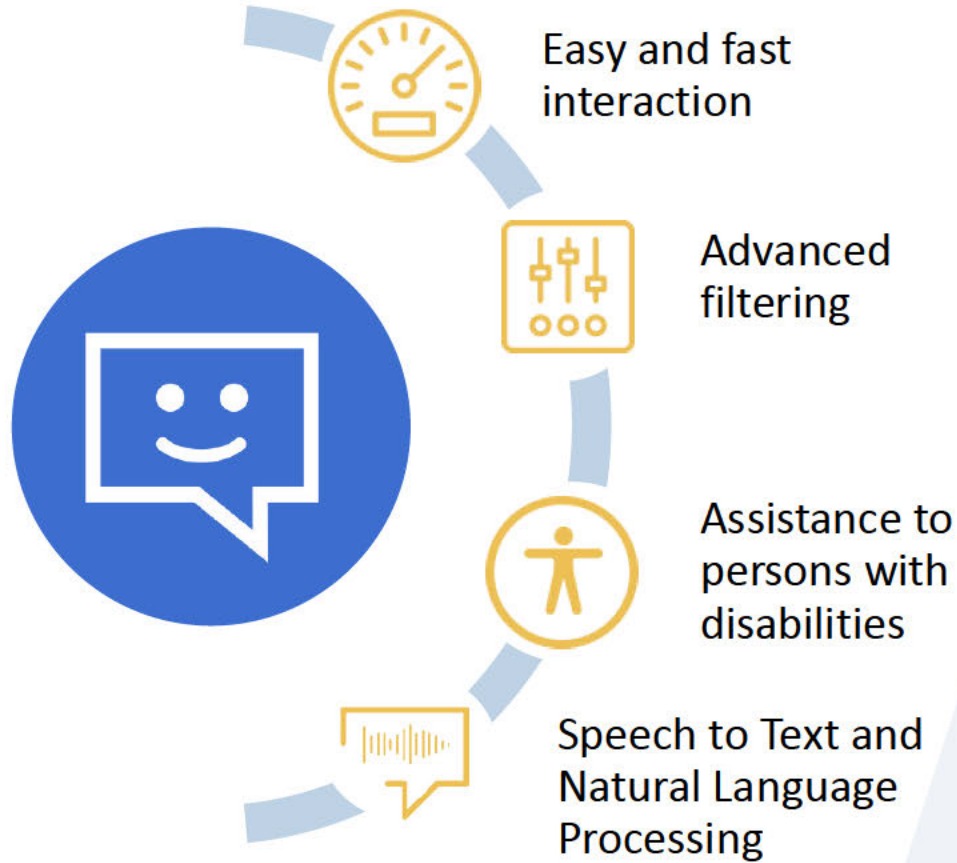 Easy and fast
interaction
Advanced
filtering
Assistance to
persons with
disabilities
Speech to Text and
Natural Language
Processing